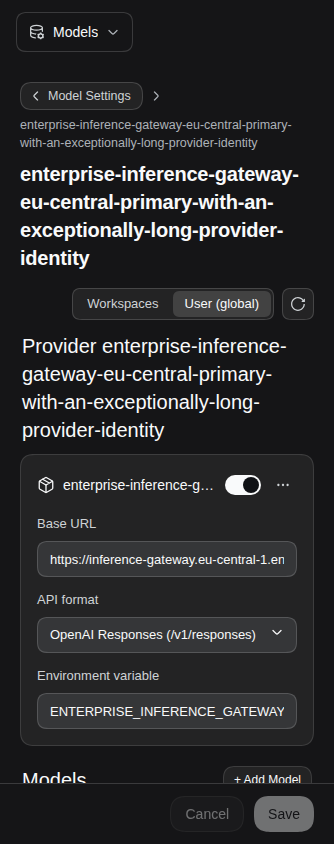 Models
Model Settings
enterprise-inference-gateway-eu-central-primary-
with-an-exceptionally-long-provider-identity
enterprise-inference-gateway-
eu-central-primary-with-an-
exceptionally-long-provider-
identity
Workspaces
User (global)
Provider enterprise-inference-
gateway-eu-central-primary-
with-an-exceptionally-long-
provider-identity
enterprise-inference-g...
Base URL
https://inference-gateway.eu-central-1.en
API format
OpenAI Responses (/v1/responses)
Environment variable
ENTERPRISE_INFERENCE_GATEWAY
Models
+ Add Model
Cancel
Save